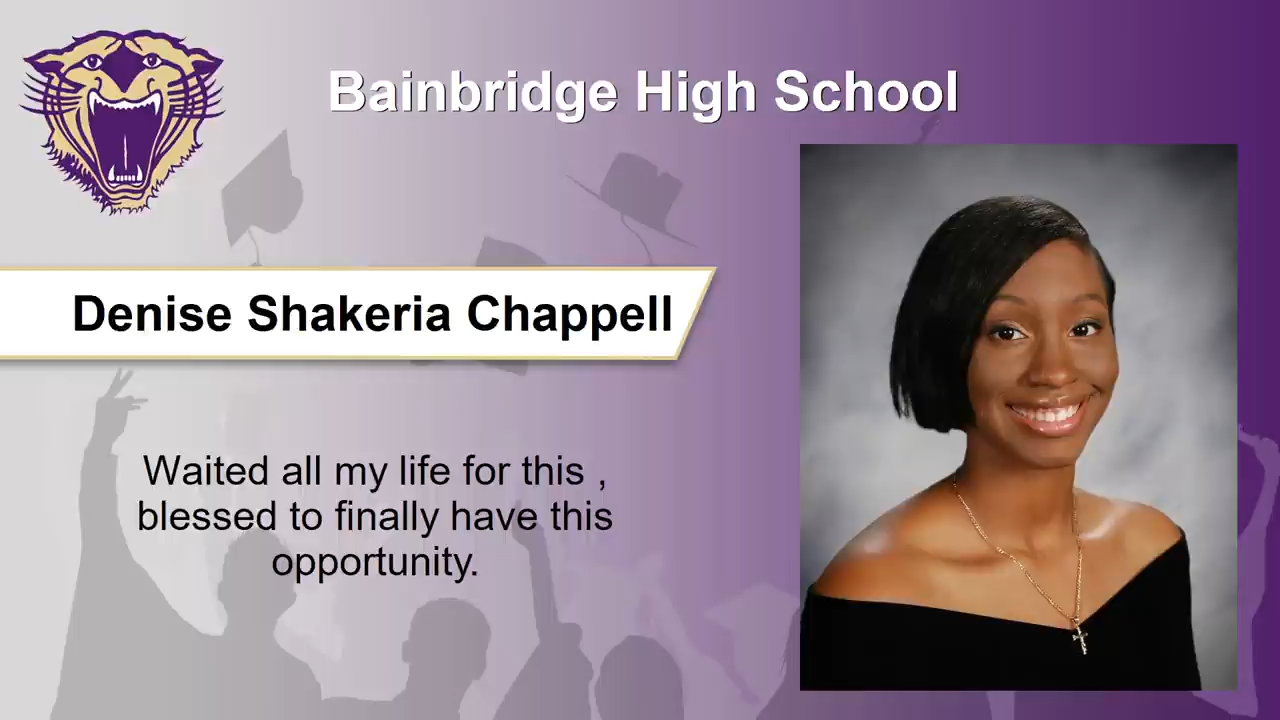 Bainbridge High School
Denise Shakeria Chappell
Waited all my life for this ,
blessed to finally have this
opportunity.